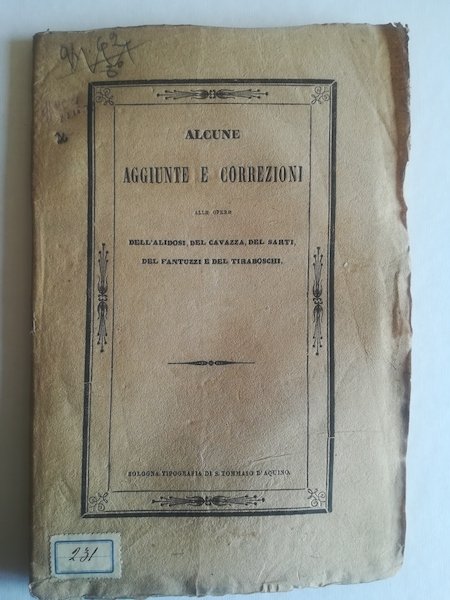 ALCUNE
AGGIUNTE E CORREZIONI
ALLE OPERE
DELL'ALIDOSI, DEL CAVAZZA, DEL SARTI,
DEL FANTUZZI E DEL TIRABOSCHI.
BOLOGNA TIPOGRAFIA DI S. TOMMASO D'AQUINO.
231